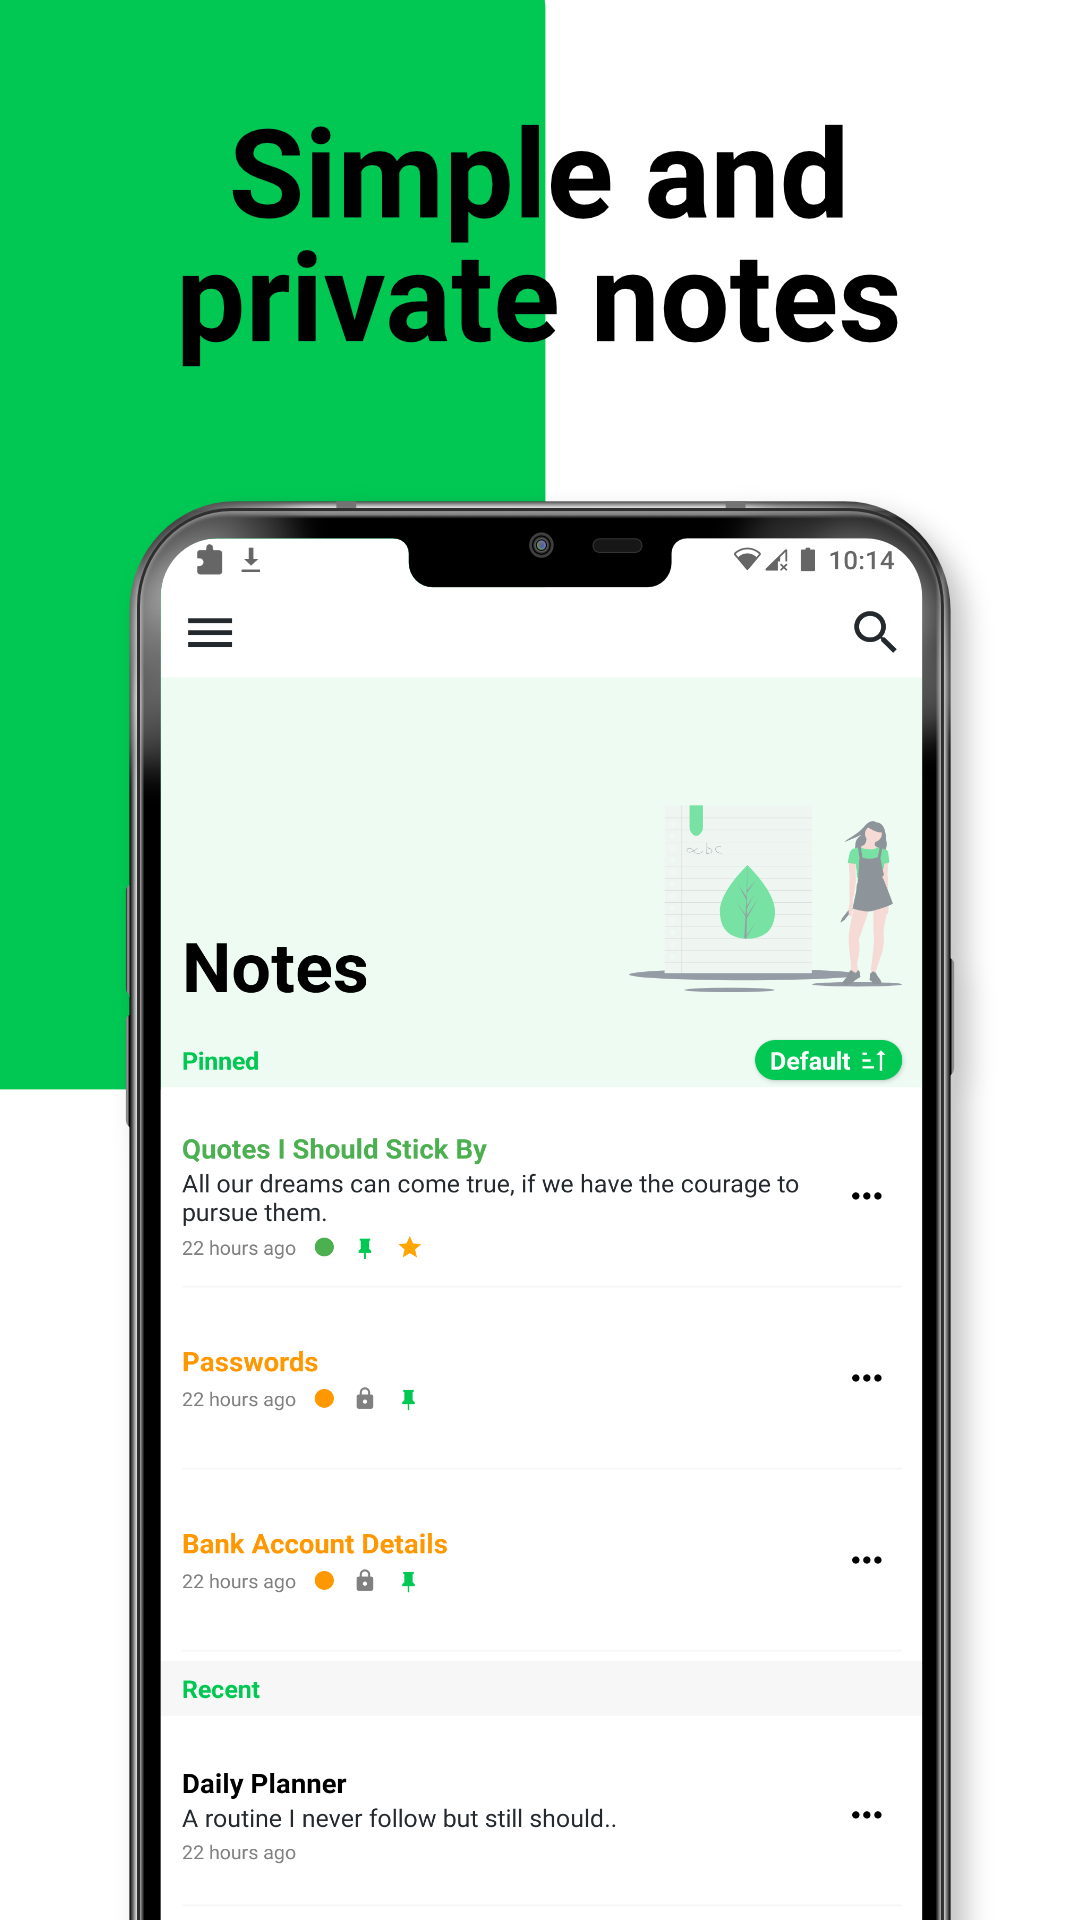 Simple and
private notes
10:14
abc
Notes
Pinned
Default
Quotes I Should Stick By
All our dreams can come true, if we have the courage to
pursue them.
22 hours ago
Passwords
22 hours ago
Bank Account Details
22 hours ago
Recent
Daily Planner
A routine I never follow but still should..
22 hours ago